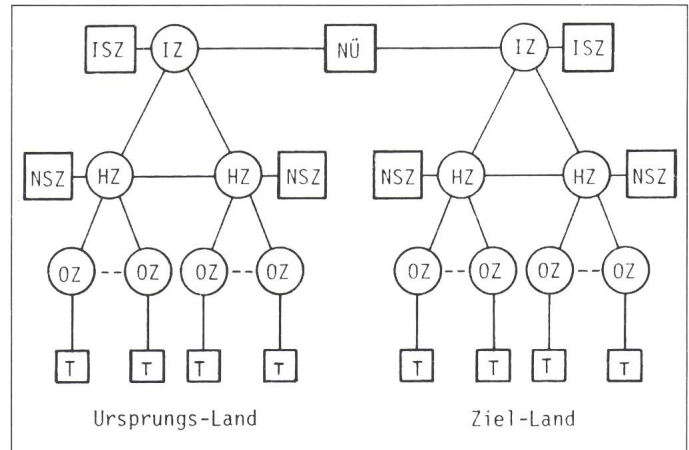 ISZ IZ NÜ IZ ISZ
NSZ HZ HZ NSZ NSZ HZ HZ NSZ
OZ OZ OZ OZ OZ OZ OZ OZ
T T T T T T T T
Ursprungs-Land Ziel-Land